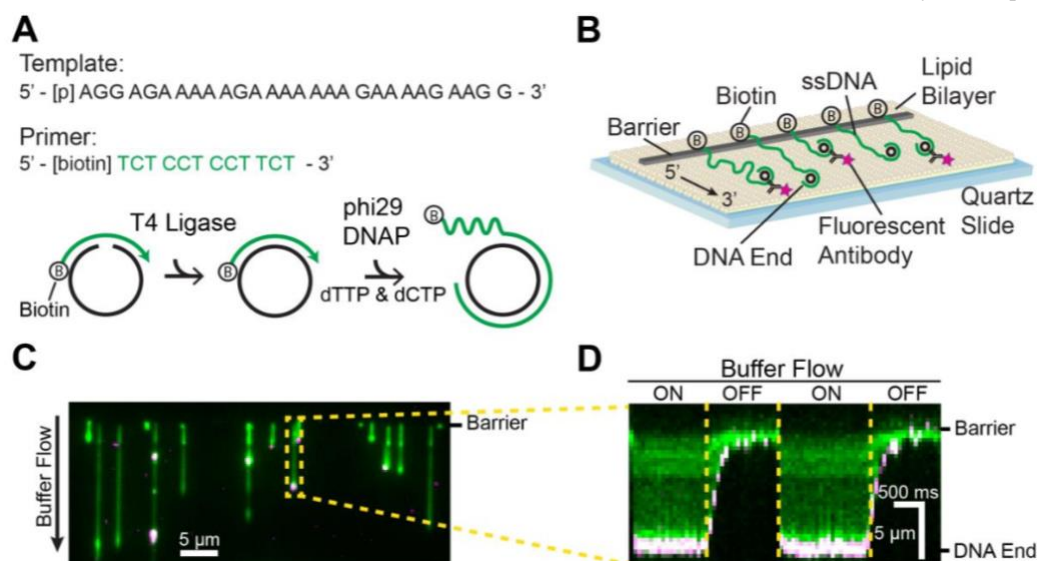 A
Template:
5' - [p] AGG AGA AAA AGA AAA AAA GAA AAG AAG G - 3'
Primer:
5' - [biotin] TCT CCT CCT TCT - 3'
T4 Ligase
phi29
DNAP
B
B
B
Biotin
dTTP & dCTP
B
Biotin
ssDNA
Lipid
Bilayer
Barrier
B
B
B
B
B
5'
3'
DNA End
Fluorescent
Antibody
Quartz
Slide
C
Buffer Flow
Barrier
5 µm
D
Buffer Flow
ON
OFF
ON
OFF
Barrier
500 ms
5 µm
DNA End